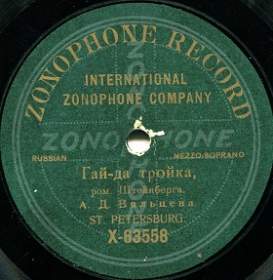 ZONOPHONE RECORD
INTERNATIONAL
ZONOPHONE COMPANY
ZONOPHONE
RUSSIAN MEZZO/SOPRANO
Гай-да тройка,
ром. Штейнберга.
А. Д. Вяльцева
ST. PETERSBURG.
X-63558